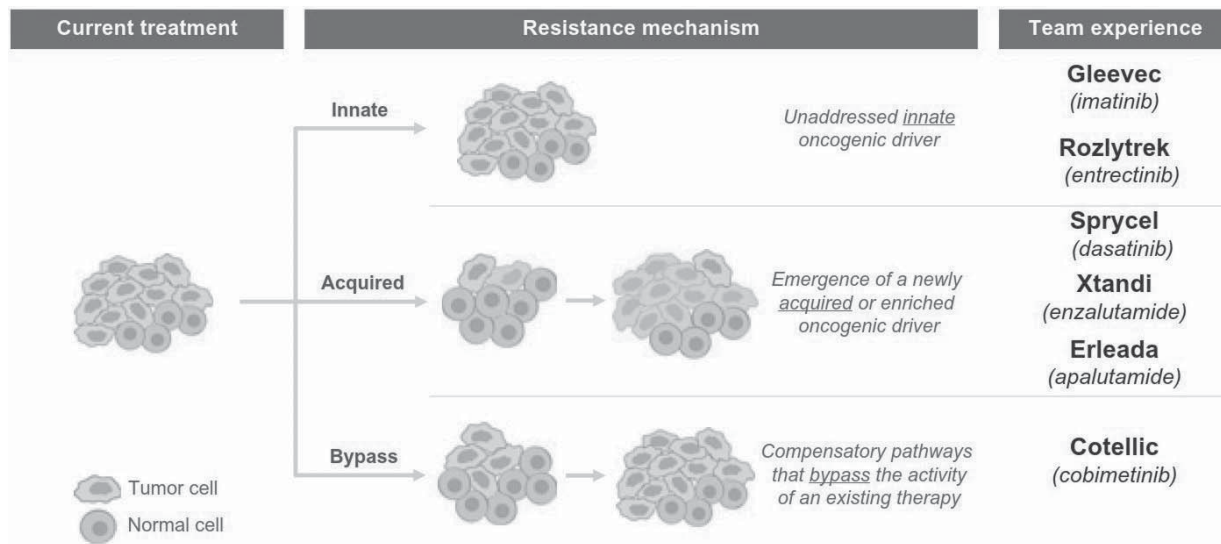 Current treatment
Resistance mechanism
Team experience
Innate
Unaddressed innate
oncogenic driver
Gleevec
(imatinib)
Rozlytrek
(entrectinib)
Acquired
Emergence of a newly
acquired or enriched
oncogenic driver
Sprycel
(dasatinib)
Xtandi
(enzalutamide)
Erleada
(apalutamide)
Bypass
Compensatory pathways
that bypass the activity
of an existing therapy
Cotellic
(cobimetinib)
Tumor cell
Normal cell